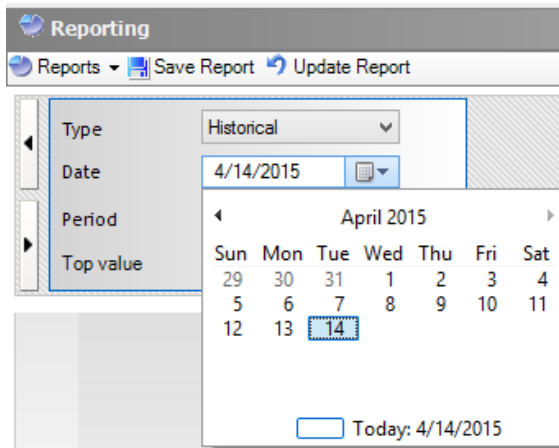 Reporting
Reports Save Report Update Report
Type Historical
Date 4/14/2015
Period
Top value
April 2015
Sun Mon Tue Wed Thu Fri Sat
29 30 31 1 2 3 4
5 6 7 8 9 10 11
12 13 14
Today: 4/14/2015